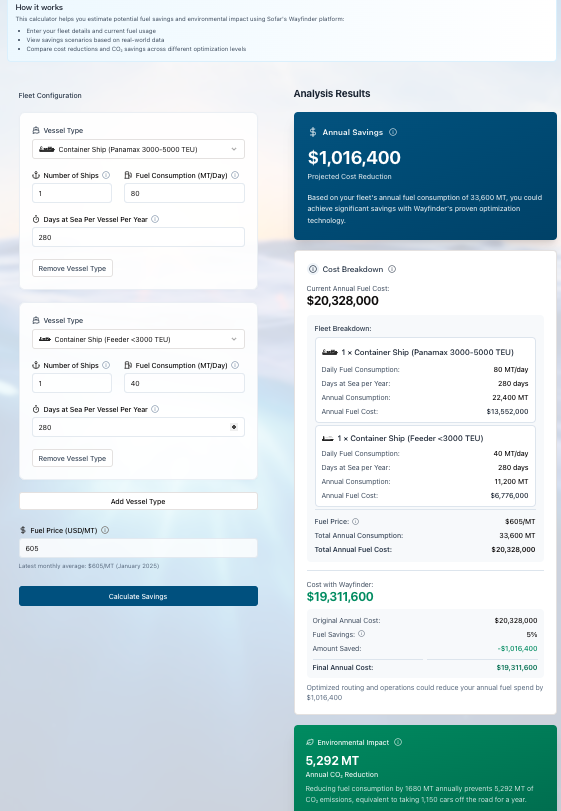 How it works
This calculator helps you estimate potential fuel savings and environmental impact using Sofar's Wayfinder platform:
Enter your fleet details and current fuel usage
View savings scenarios based on real-world data
Compare cost reductions and CO₂ savings across different optimization levels
Fleet Configuration
Vessel Type
Container Ship (Panamax 3000-5000 TEU)
Number of Ships
Fuel Consumption (MT/Day)
1
80
Days at Sea Per Vessel Per Year
280
Remove Vessel Type
Vessel Type
Container Ship (Feeder <3000 TEU)
Number of Ships
Fuel Consumption (MT/Day)
1
40
Days at Sea Per Vessel Per Year
280
Remove Vessel Type
Add Vessel Type
Fuel Price (USD/MT)
605
Latest monthly average: $605/MT (January 2025)
Calculate Savings
Analysis Results
Annual Savings
$1,016,400
Projected Cost Reduction
Based on your fleet's annual fuel consumption of 33,600 MT, you could
achieve significant savings with Wayfinder's proven optimization
technology.
Cost Breakdown
Current Annual Fuel Cost:
$20,328,000
Fleet Breakdown:
1 × Container Ship (Panamax 3000-5000 TEU)
Daily Fuel Consumption: 80 MT/day
Days at Sea per Year: 280 days
Annual Consumption: 22,400 MT
Annual Fuel Cost: $13,552,000
1 × Container Ship (Feeder <3000 TEU)
Daily Fuel Consumption: 40 MT/day
Days at Sea per Year: 280 days
Annual Consumption: 11,200 MT
Annual Fuel Cost: $6,776,000
Fuel Price: $605/MT
Total Annual Consumption: 33,600 MT
Total Annual Fuel Cost: $20,328,000
Cost with Wayfinder:
$19,311,600
Original Annual Cost: $20,328,000
Fuel Savings: 5%
Amount Saved: -$1,016,400
Final Annual Cost: $19,311,600
Optimized routing and operations could reduce your annual fuel spend by
$1,016,400
Environmental Impact
5,292 MT
Annual CO₂ Reduction
Reducing fuel consumption by 1680 MT annually prevents 5,292 MT of
CO₂ emissions, equivalent to taking 1,150 cars off the road for a year.